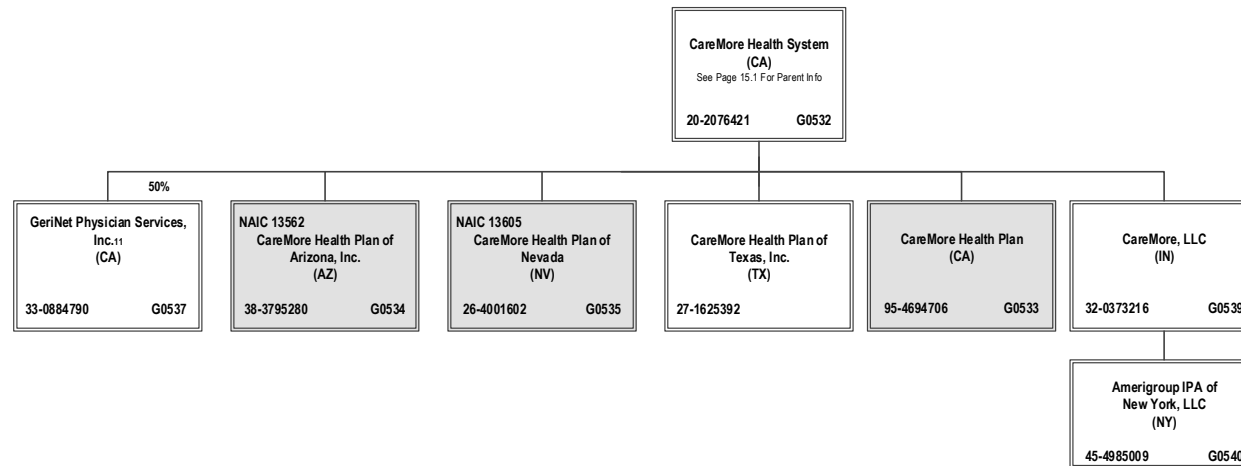 CareMore Health System
(CA)
See Page 15.1 For Parent Info
20-2076421 G0532
50%
GeriNet Physician Services,
Inc.11
(CA)
33-0884790 G0537
NAIC 13562
CareMore Health Plan of
Arizona, Inc.
(AZ)
38-3795280 G0534
NAIC 13605
CareMore Health Plan of
Nevada
(NV)
26-4001602 G0535
CareMore Health Plan of
Texas, Inc.
(TX)
27-1625392
CareMore Health Plan
(CA)
95-4694706 G0533
CareMore, LLC
(IN)
32-0373216 G0539
Amerigroup IPA of
New York, LLC
(NY)
45-4985009 G0540